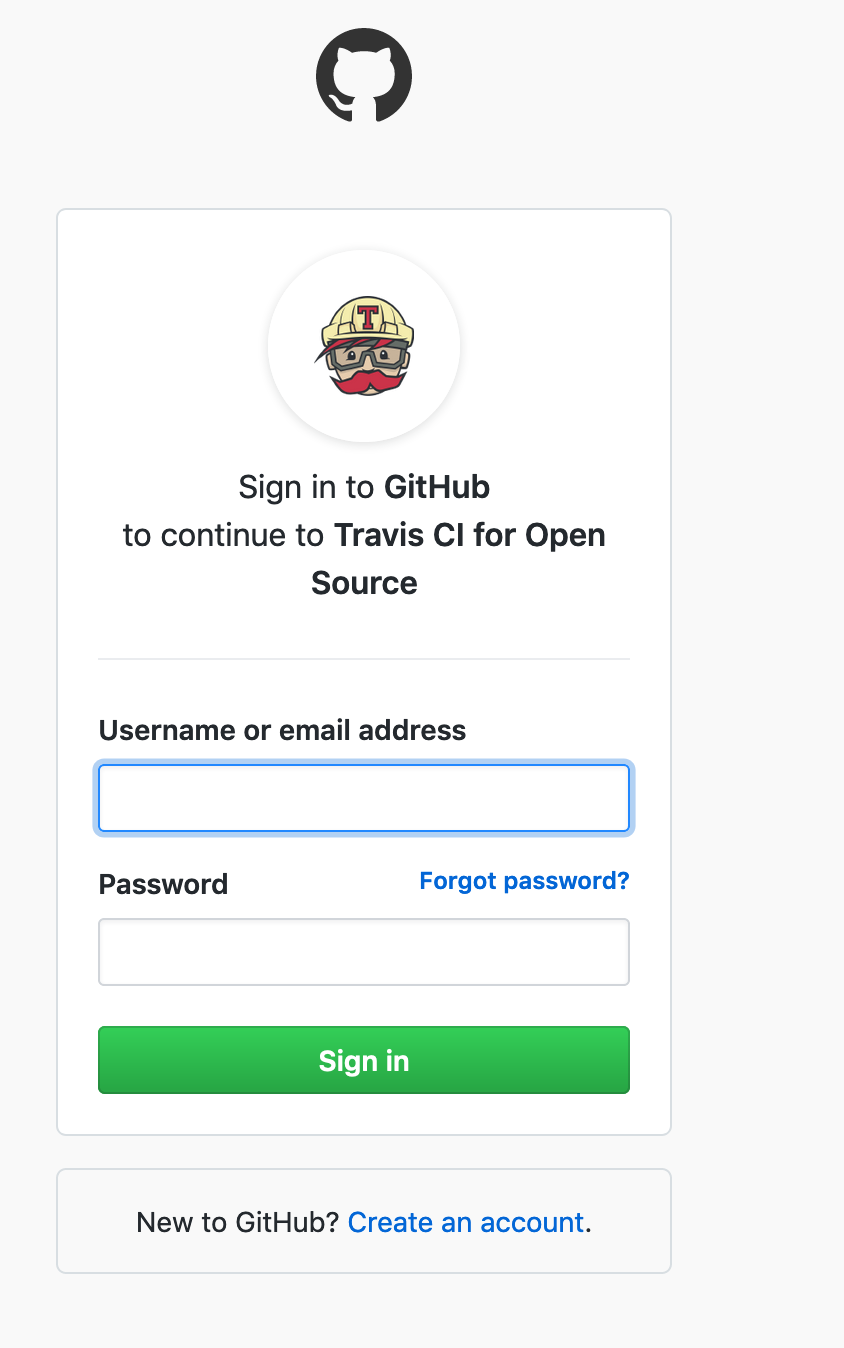 T
Sign in to GitHub
to continue to Travis CI for Open
Source
Username or email address
Password Forgot password?
Sign in
New to GitHub? Create an account.